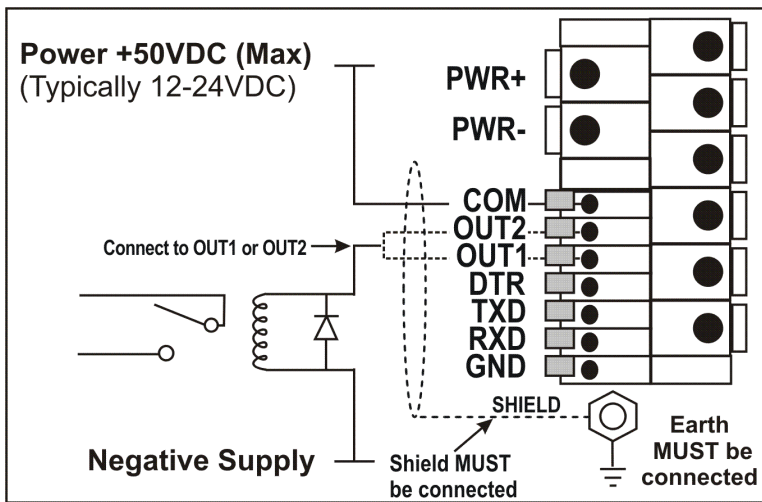 Power +50VDC (Max)
(Typically 12-24VDC)
PWR+
PWR-
COM
OUT2
Connect to OUT1 or OUT2
OUT1
DTR
TXD
RXD
GND
SHIELD
Negative Supply
Shield MUST
be connected
Earth
MUST be
connected